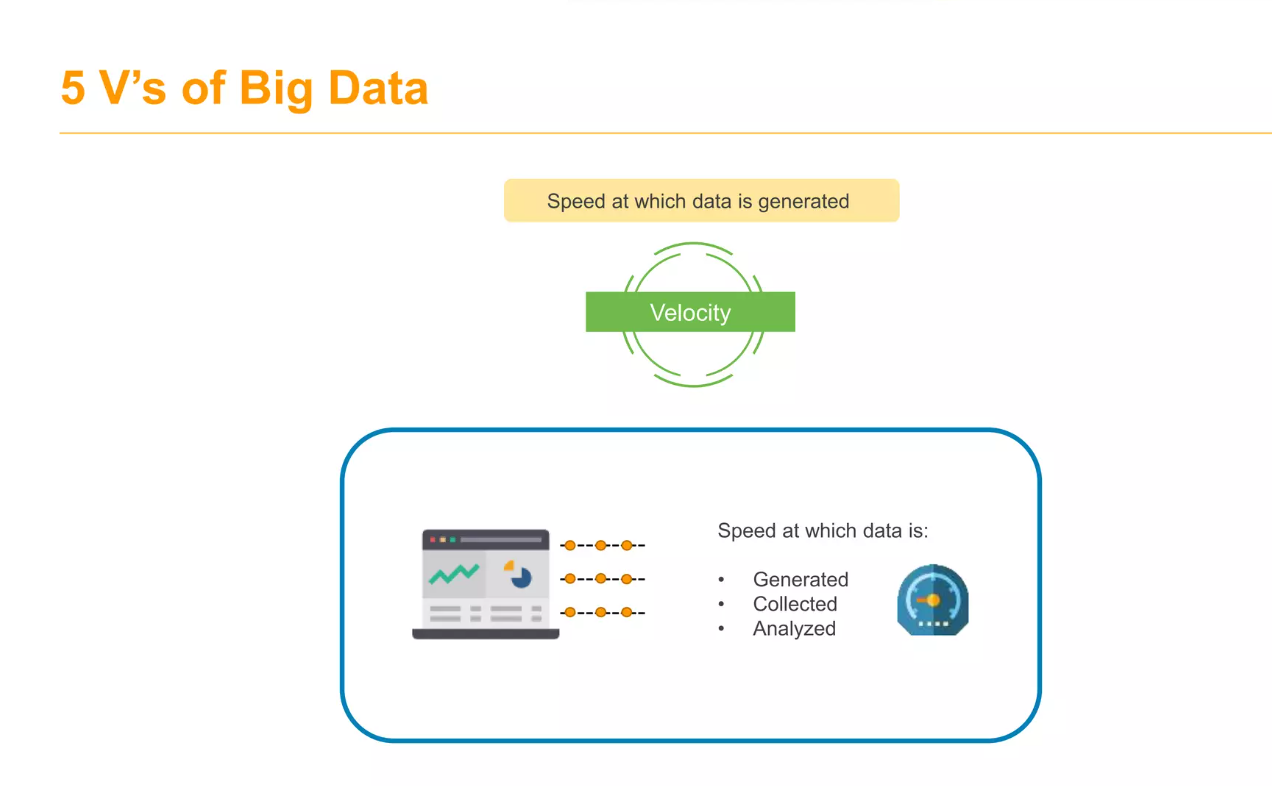 5 V’s of Big Data
Speed at which data is generated
Velocity
Speed at which data is:
• Generated
• Collected
• Analyzed